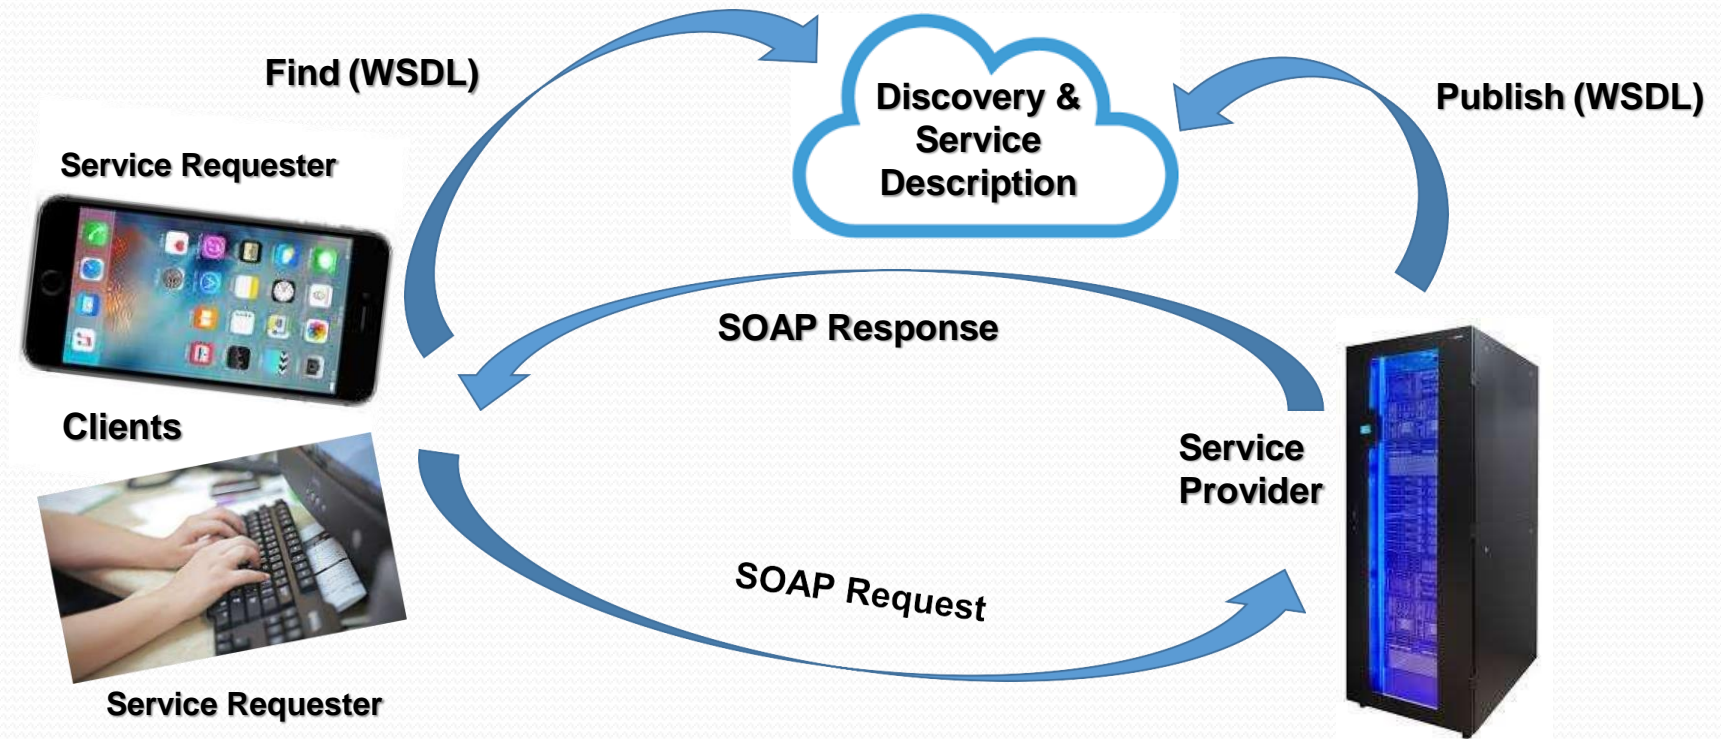 Find (WSDL)
Discovery &
Service
Description
Publish (WSDL)
Service Requester
SOAP Response
Clients
Service
Provider
SOAP Request
Service Requester